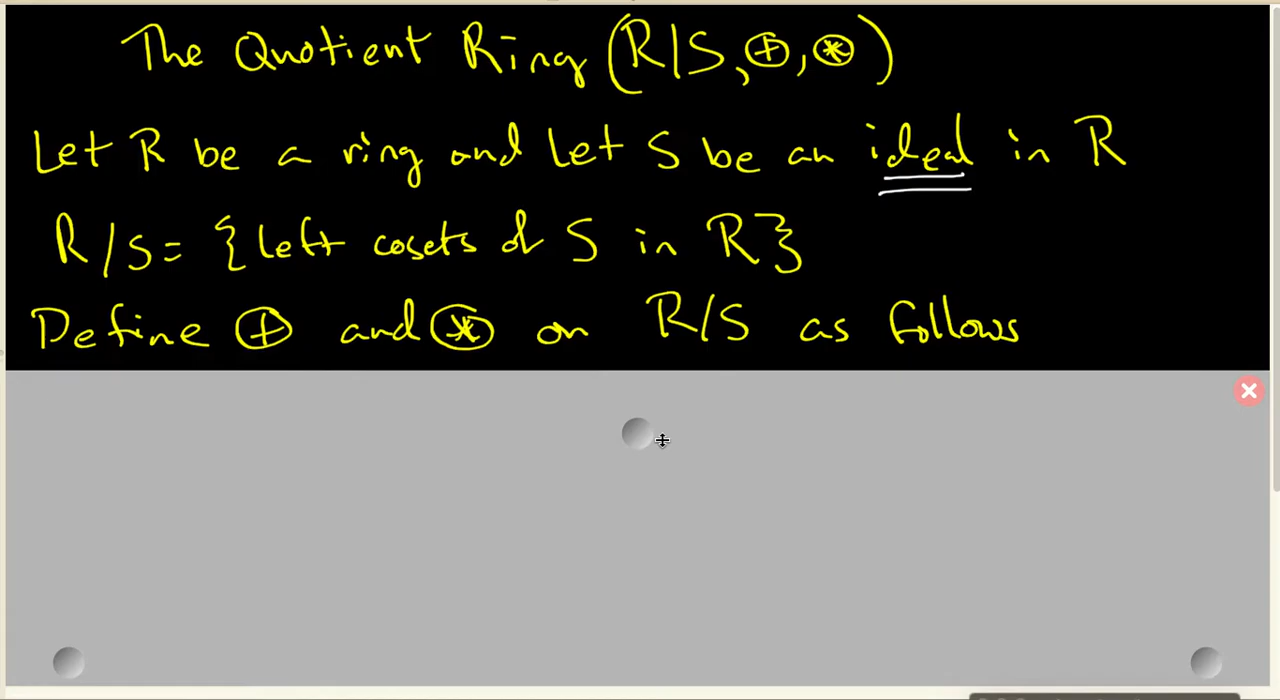 The Quotient Ring (R/S, ⊕, ⊛)
Let R be a ring and let S be an ideal in R
R/S = {left cosets of S in R}
Define ⊕ and ⊛ on R/S as follows